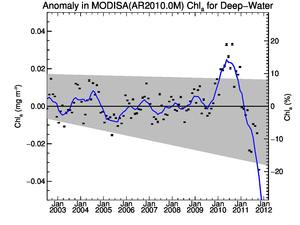 Anomaly in MODISA(AR2010.0M) Chlₐ for Deep-Water
Chlₐ (mg m⁻³)
0.04
0.02
0.00
-0.02
-0.04
20
10
0
-10
-20
Chlₐ (%)
Jan Jan Jan Jan Jan Jan Jan Jan Jan Jan
2003 2004 2005 2006 2007 2008 2009 2010 2011 2012